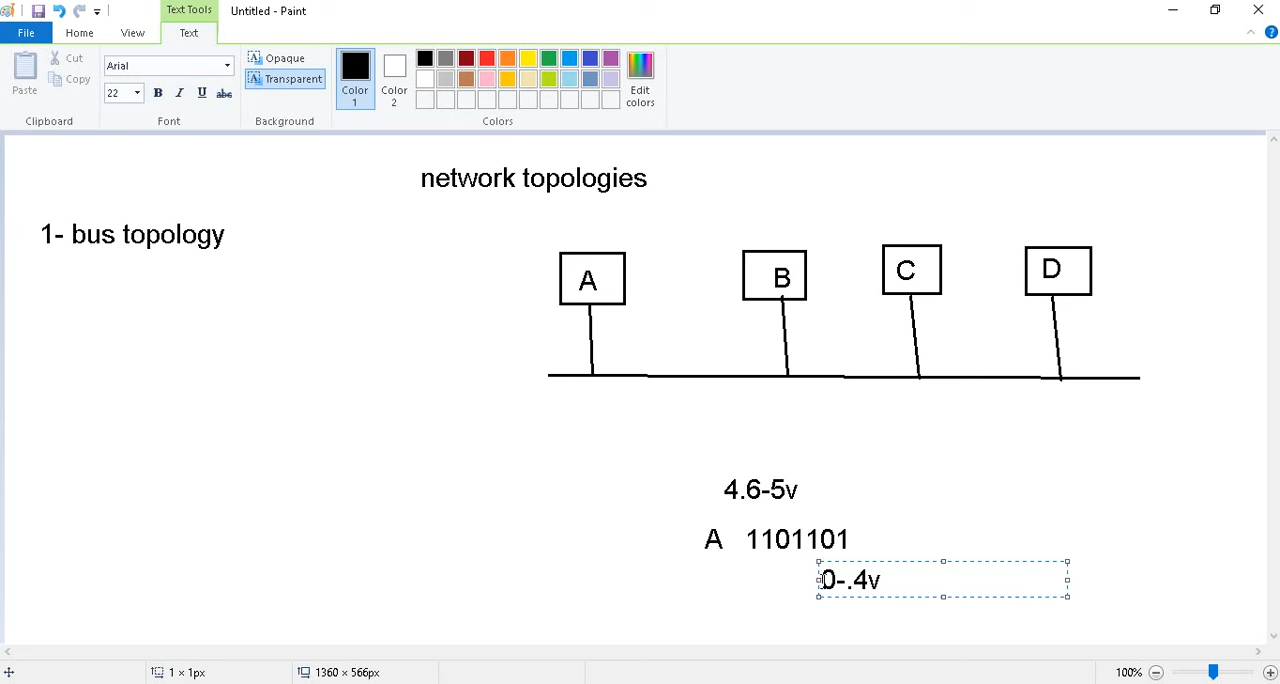 Untitled - Paint
Text Tools
File
Home
View
Text
Paste
Cut
Copy
Clipboard
Arial
22
B
I
U
abc
Font
A Opaque
A Transparent
Background
Color 1
Color 2
Edit colors
Colors
network topologies
1- bus topology
A
B
C
D
4.6-5v
A 1101101
0-.4v
1 × 1px
1360 × 566px
100%